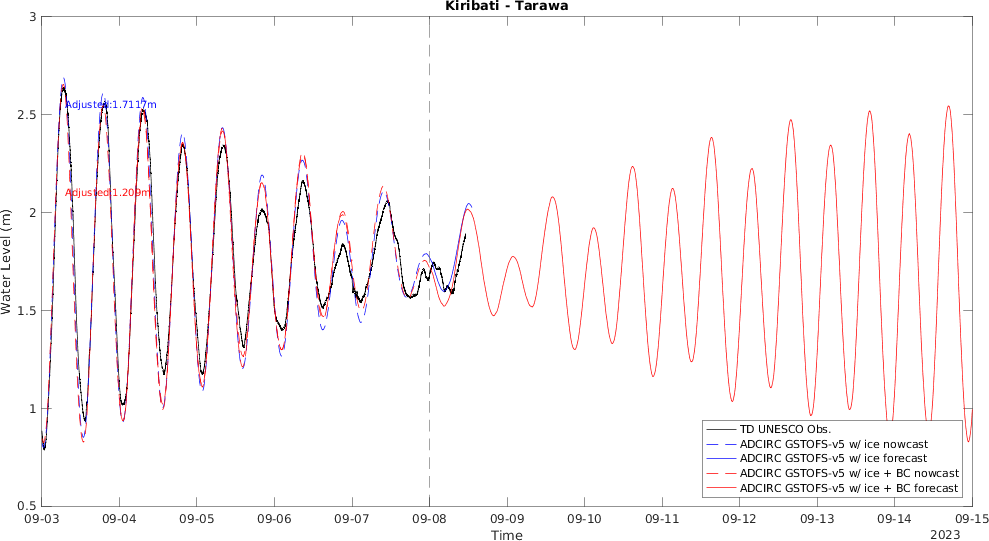 Kiribati - Tarawa
3
2.5
2
1.5
1
0.5
Water Level (m)
Adjusted:1.7117m
Adjusted:1.209m
TD UNESCO Obs.
ADCIRC GSTOFS-v5 w/ ice nowcast
ADCIRC GSTOFS-v5 w/ ice forecast
ADCIRC GSTOFS-v5 w/ ice + BC nowcast
ADCIRC GSTOFS-v5 w/ ice + BC forecast
09-03 09-04 09-05 09-06 09-07 09-08 09-09 09-10 09-11 09-12 09-13 09-14 09-15
Time
2023